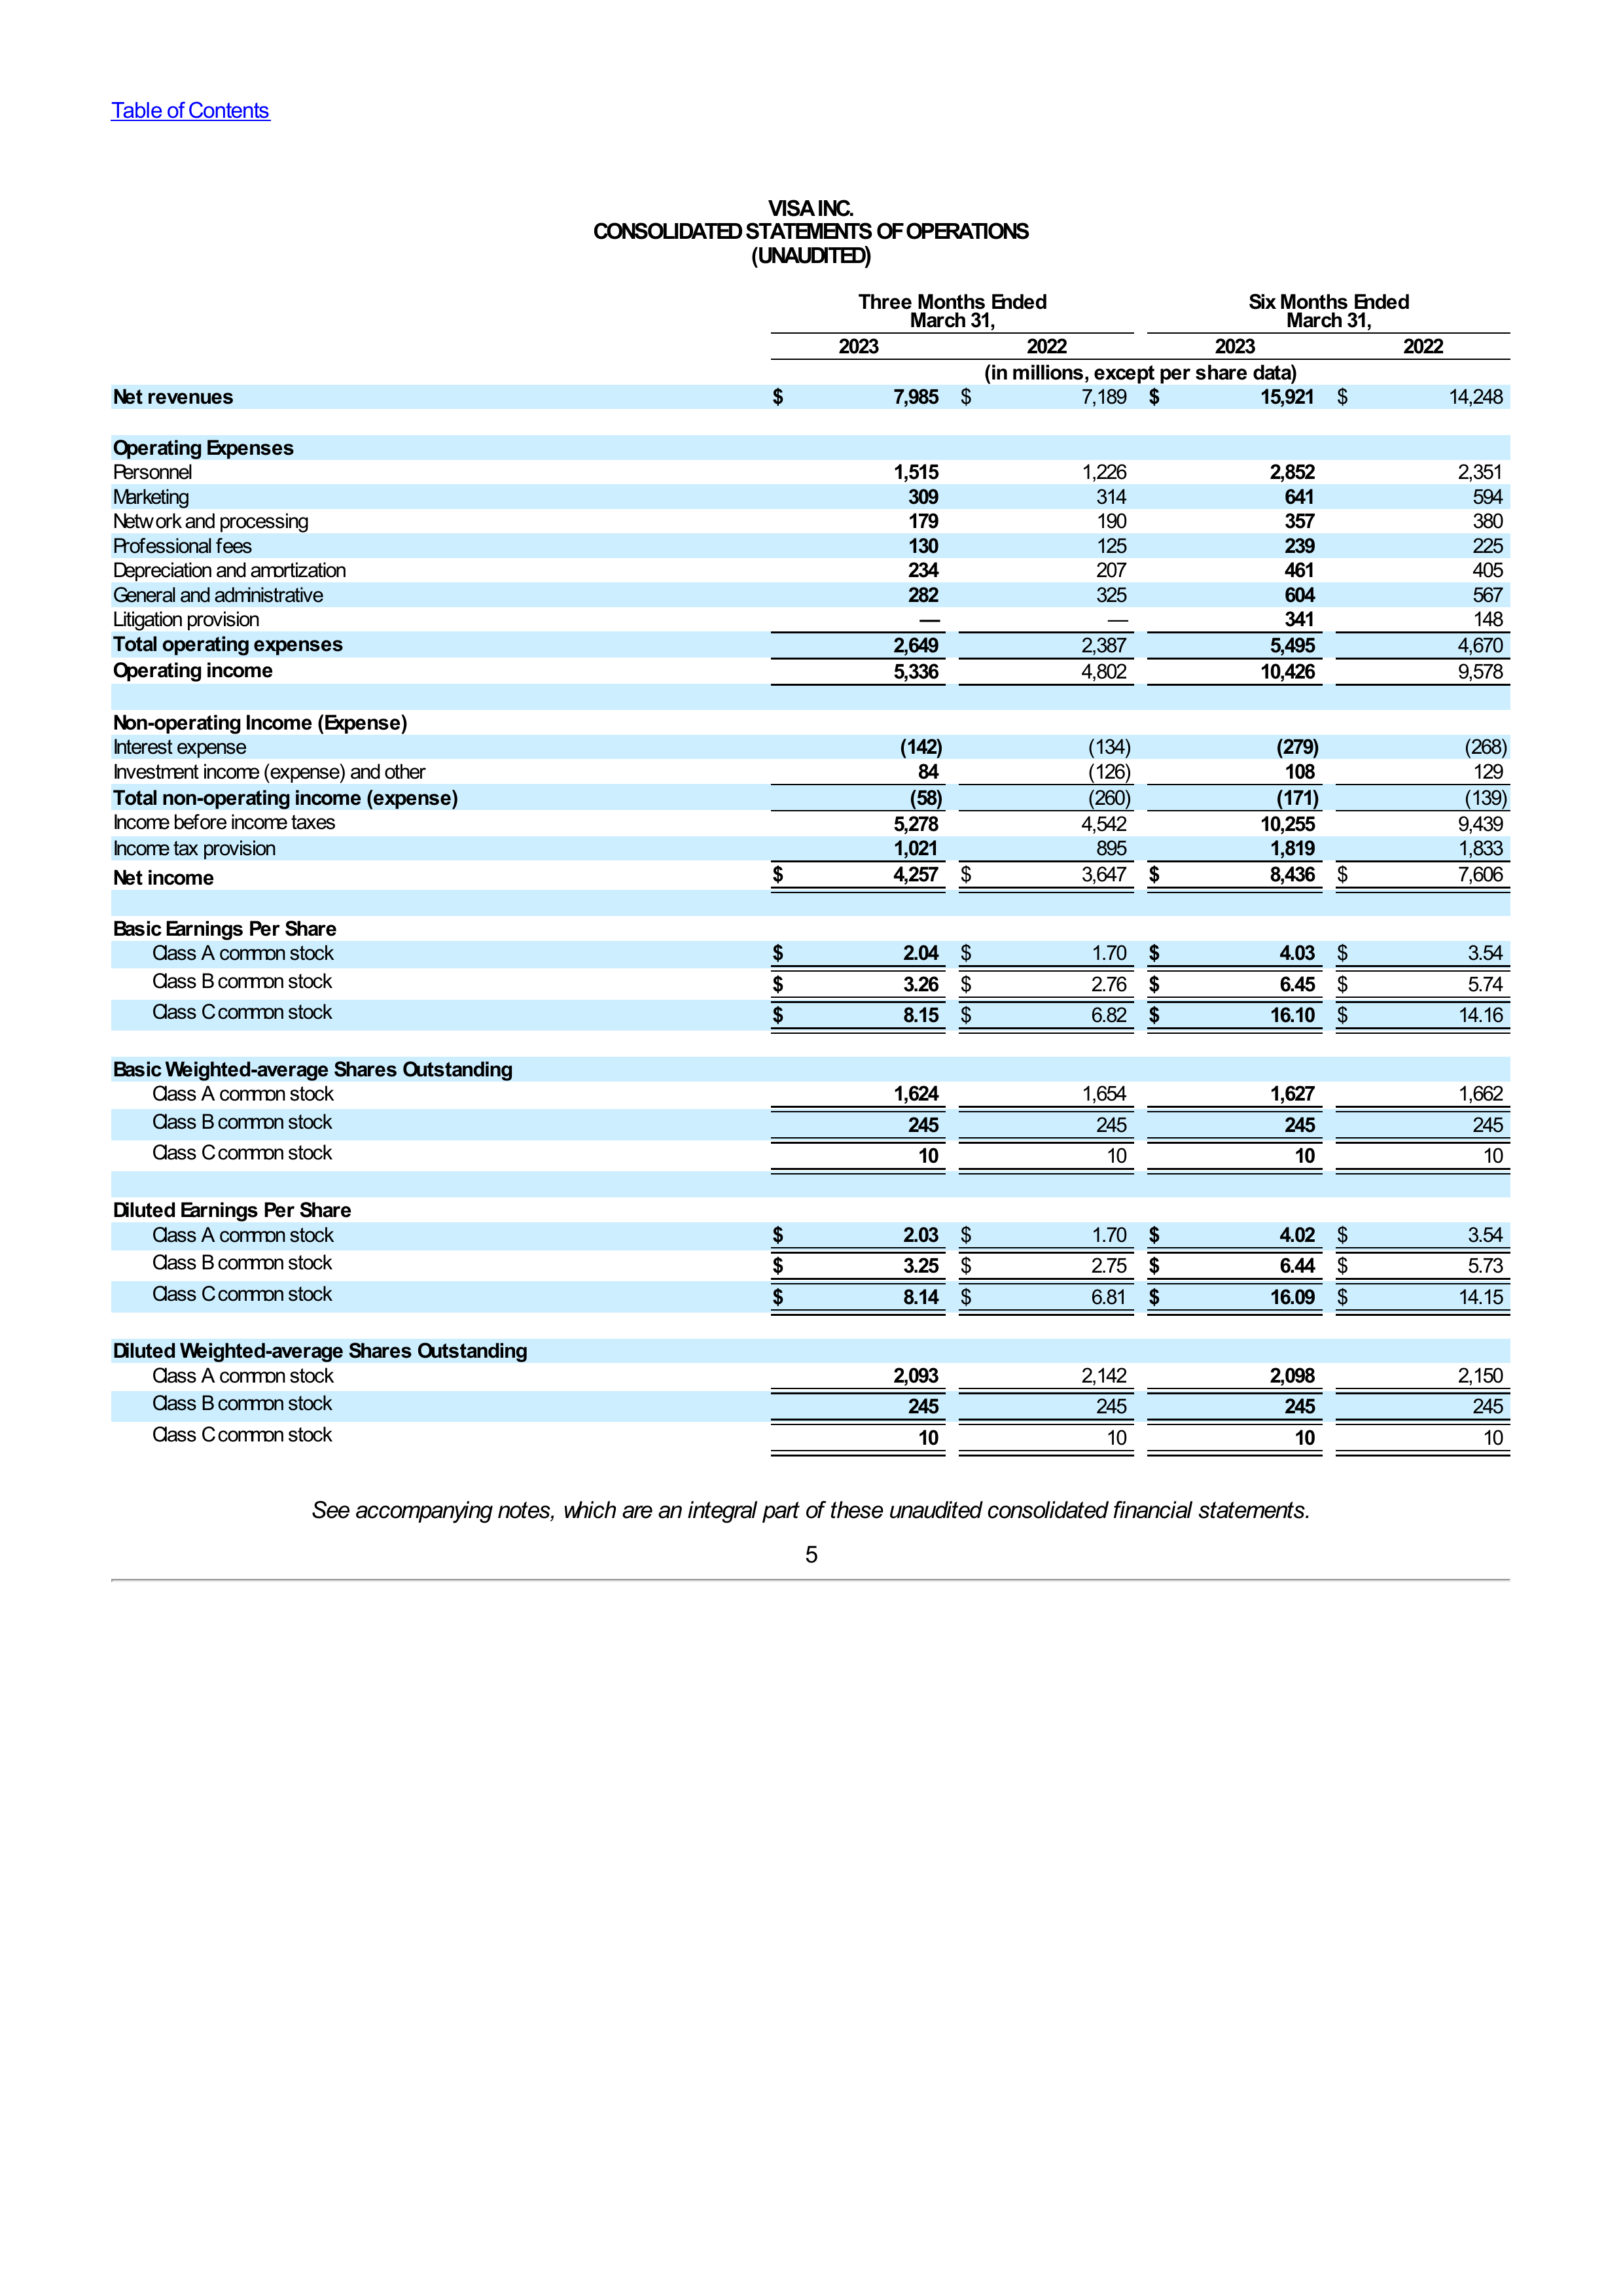 Table of Contents
VISA INC.
CONSOLIDATED STATEMENTS OF OPERATIONS
(UNAUDITED)
Three Months Ended March 31, Six Months Ended March 31,
2023 2022 2023 2022
(in millions, except per share data)
Net revenues $ 7,985 $ 7,189 $ 15,921 $ 14,248
Operating Expenses
Personnel 1,515 1,226 2,852 2,351
Marketing 309 314 641 594
Network and processing 179 190 357 380
Professional fees 130 125 239 225
Depreciation and amortization 234 207 461 405
General and administrative 282 325 604 567
Litigation provision — — 341 148
Total operating expenses 2,649 2,387 5,495 4,670
Operating income 5,336 4,802 10,426 9,578
Non-operating Income (Expense)
Interest expense (142) (134) (279) (268)
Investment income (expense) and other 84 (126) 108 129
Total non-operating income (expense) (58) (260) (171) (139)
Income before income taxes 5,278 4,542 10,255 9,439
Income tax provision 1,021 895 1,819 1,833
Net income $ 4,257 $ 3,647 $ 8,436 $ 7,606
Basic Earnings Per Share
Class A common stock $ 2.04 $ 1.70 $ 4.03 $ 3.54
Class B common stock $ 3.26 $ 2.76 $ 6.45 $ 5.74
Class C common stock $ 8.15 $ 6.82 $ 16.10 $ 14.16
Basic Weighted-average Shares Outstanding
Class A common stock 1,624 1,654 1,627 1,662
Class B common stock 245 245 245 245
Class C common stock 10 10 10 10
Diluted Earnings Per Share
Class A common stock $ 2.03 $ 1.70 $ 4.02 $ 3.54
Class B common stock $ 3.25 $ 2.75 $ 6.44 $ 5.73
Class C common stock $ 8.14 $ 6.81 $ 16.09 $ 14.15
Diluted Weighted-average Shares Outstanding
Class A common stock 2,093 2,142 2,098 2,150
Class B common stock 245 245 245 245
Class C common stock 10 10 10 10
See accompanying notes, which are an integral part of these unaudited consolidated financial statements.
5